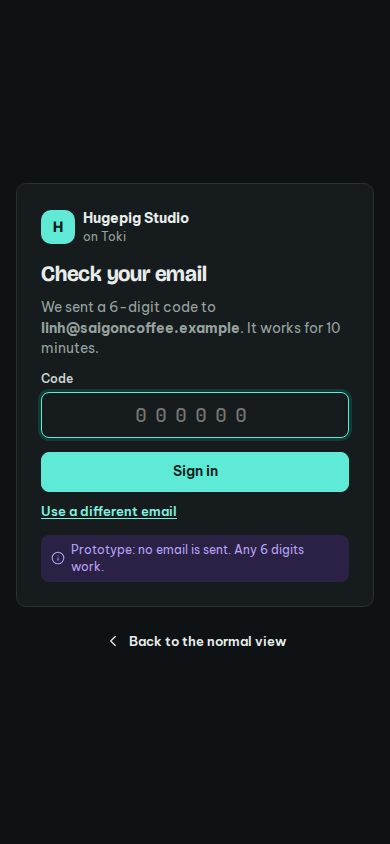 H
Hugepig Studio
on Toki
Check your email
We sent a 6-digit code to
linh@saigoncoffee.example. It works for 10
minutes.
Code
000000
Sign in
Use a different email
Prototype: no email is sent. Any 6 digits
work.
Back to the normal view